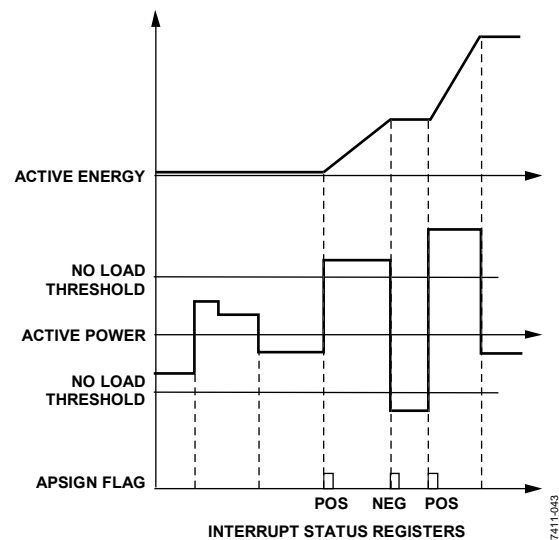 ACTIVE ENERGY
NO LOAD
THRESHOLD
ACTIVE POWER
NO LOAD
THRESHOLD
APSIGN FLAG
POS NEG POS
INTERRUPT STATUS REGISTERS
7411-043